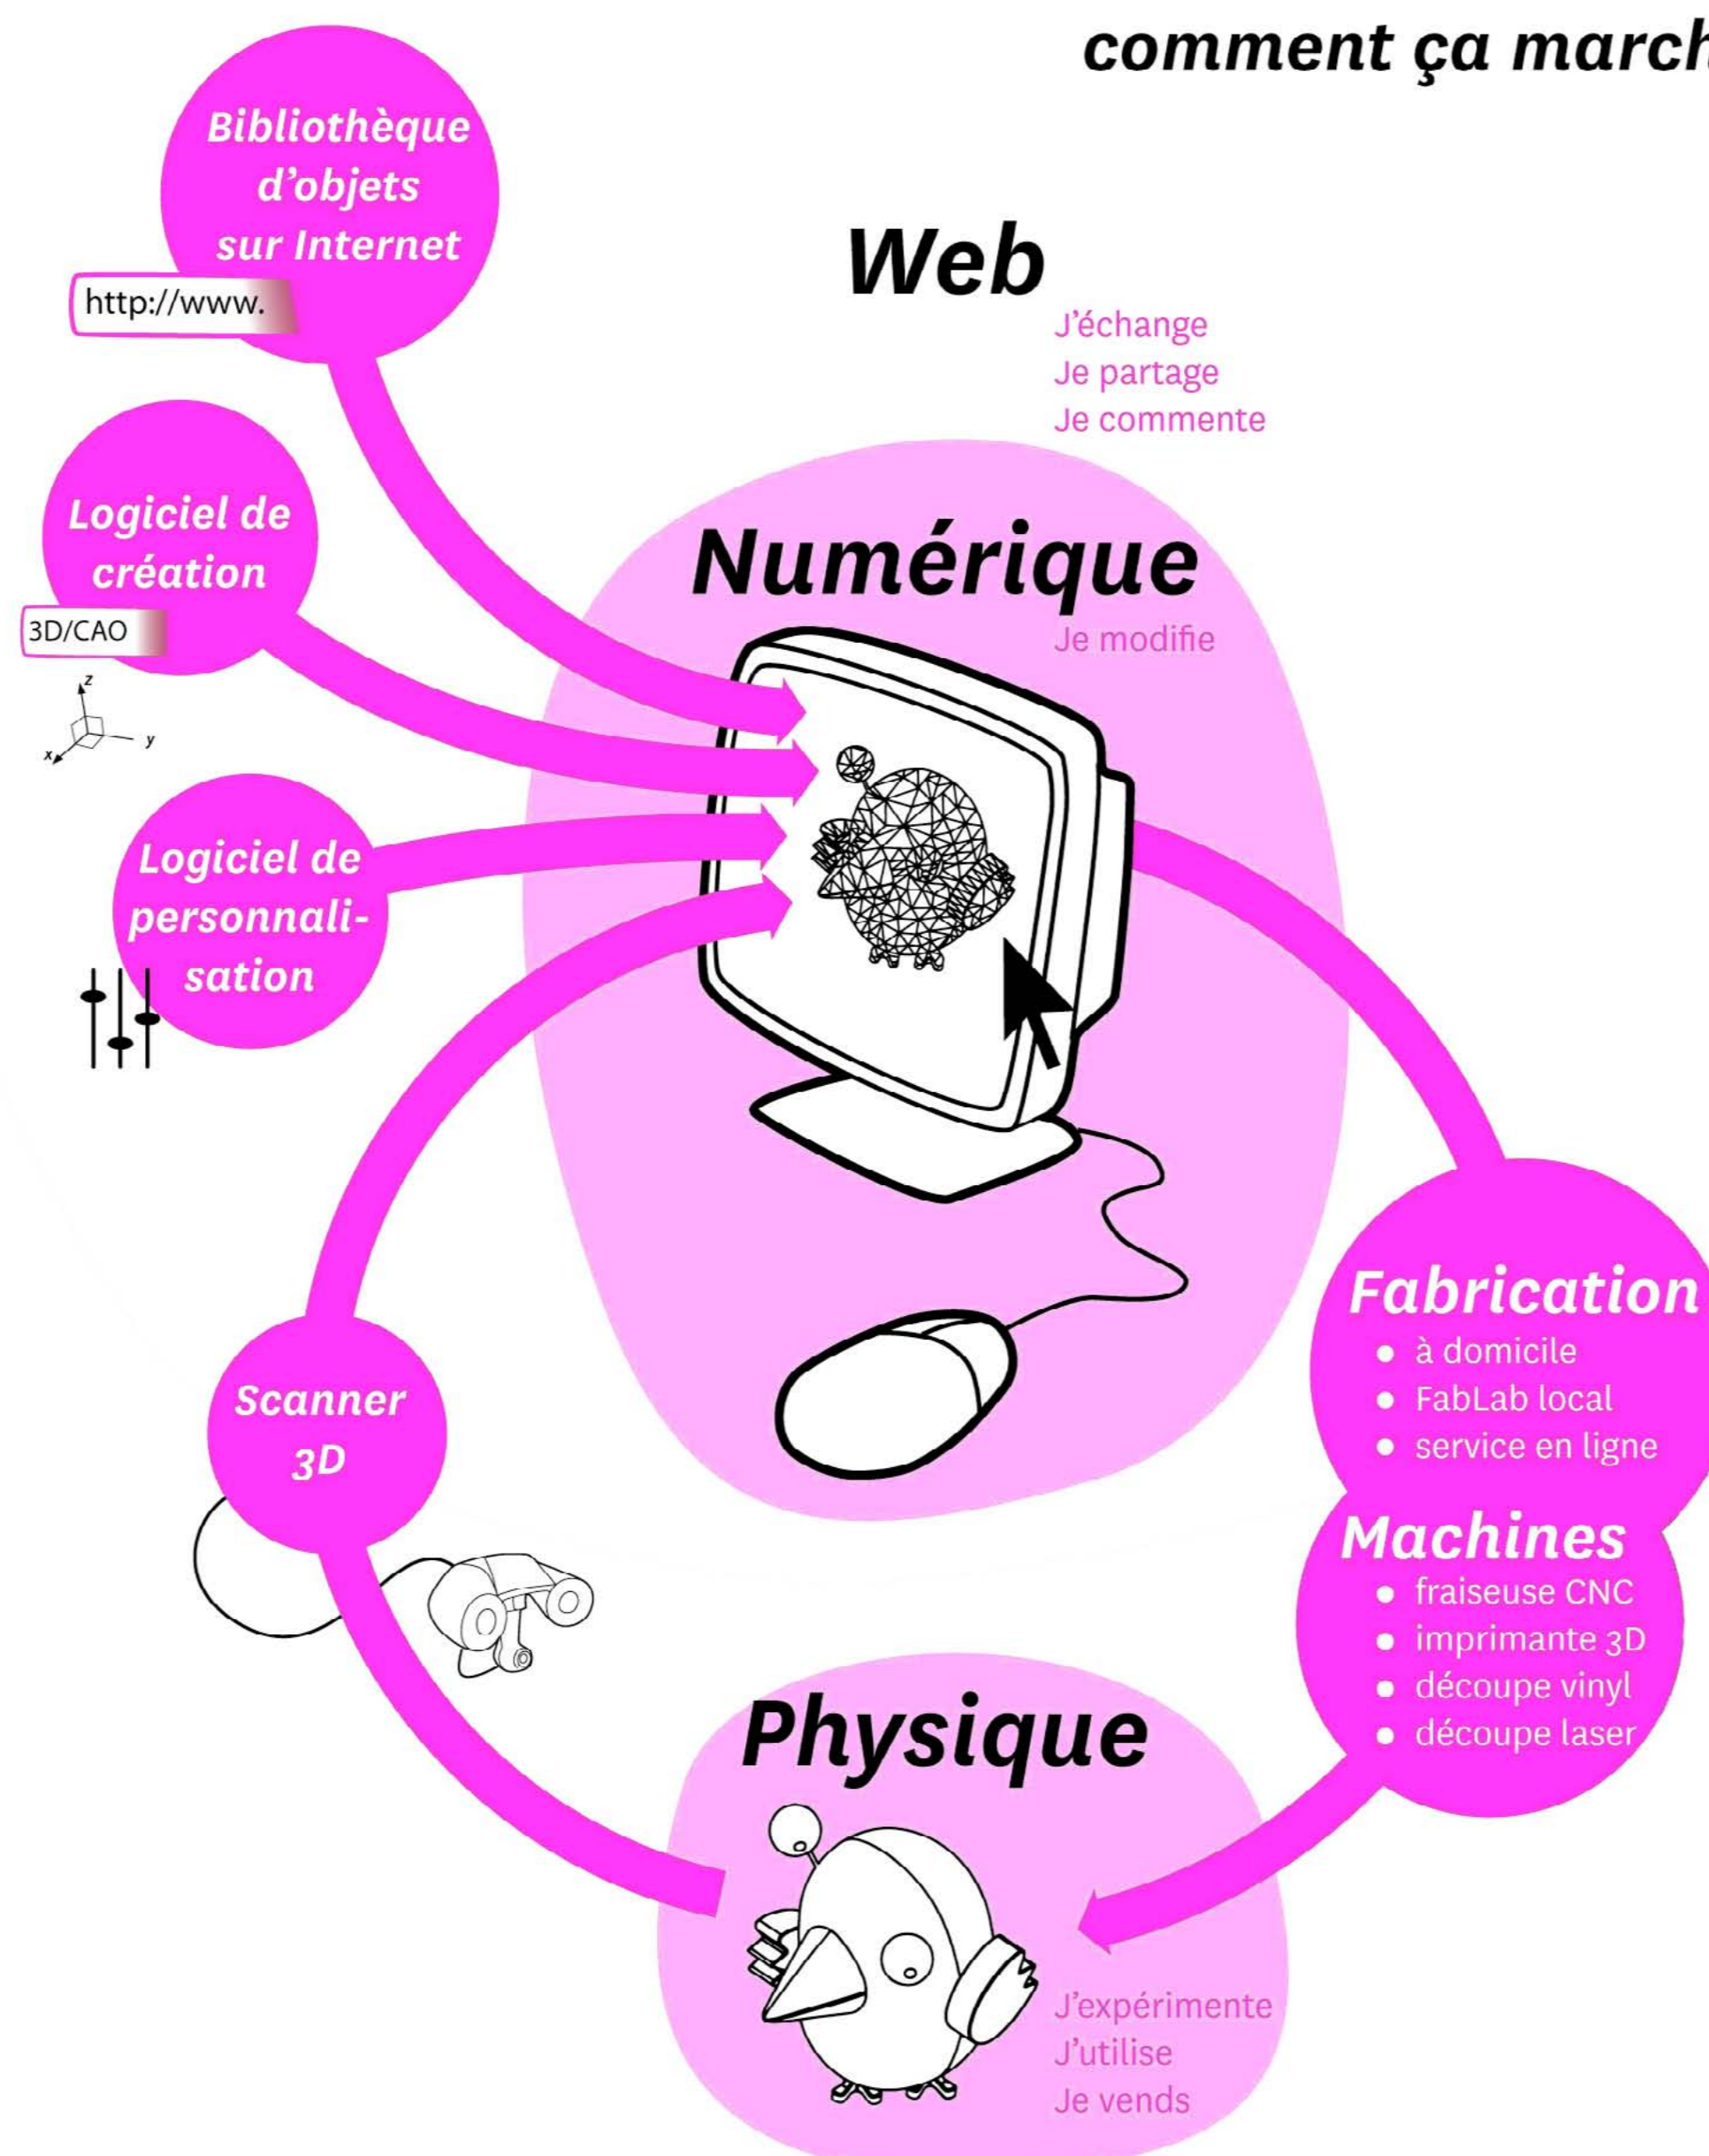 comment ça march
Bibliothèque
d'objets
sur Internet
http://www.
Web
J'échange
Je partage
Je commente
Logiciel de
création
3D/CAO
z
y
x
Numérique
Je modifie
Logiciel de
personnali-
sation
Fabrication
• à domicile
• FabLab local
• service en ligne
Scanner
3D
Machines
• fraiseuse CNC
• imprimante 3D
• découpe vinyl
• découpe laser
Physique
J'expérimente
J'utilise
Je vends